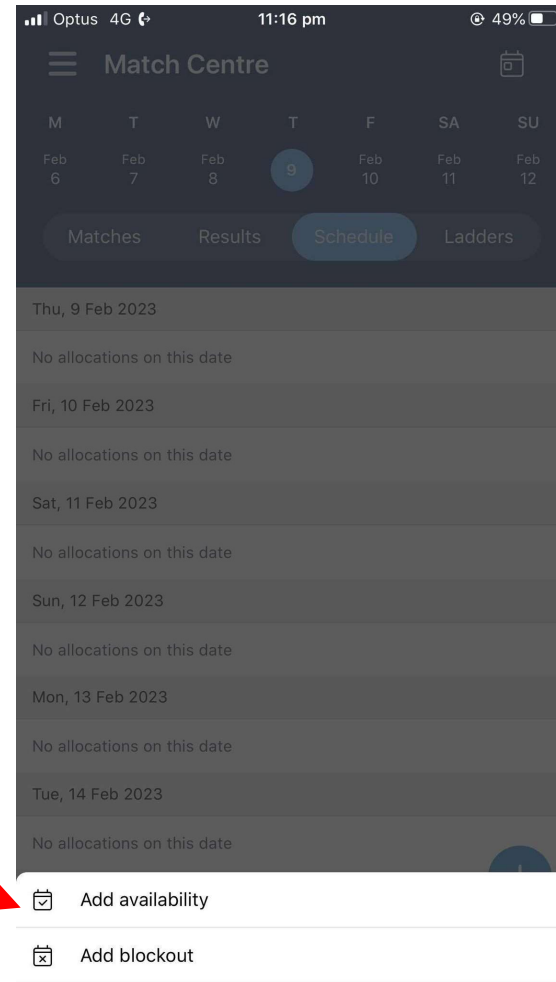 Optus 4G 11:16 pm 49%
Match Centre
M T W T F SA SU
Feb Feb Feb Feb Feb Feb
6 7 8 9 10 11 12
Matches Results Schedule Ladders
Thu, 9 Feb 2023
No allocations on this date
Fri, 10 Feb 2023
No allocations on this date
Sat, 11 Feb 2023
No allocations on this date
Sun, 12 Feb 2023
No allocations on this date
Mon, 13 Feb 2023
No allocations on this date
Tue, 14 Feb 2023
No allocations on this date
Add availability
Add blockout